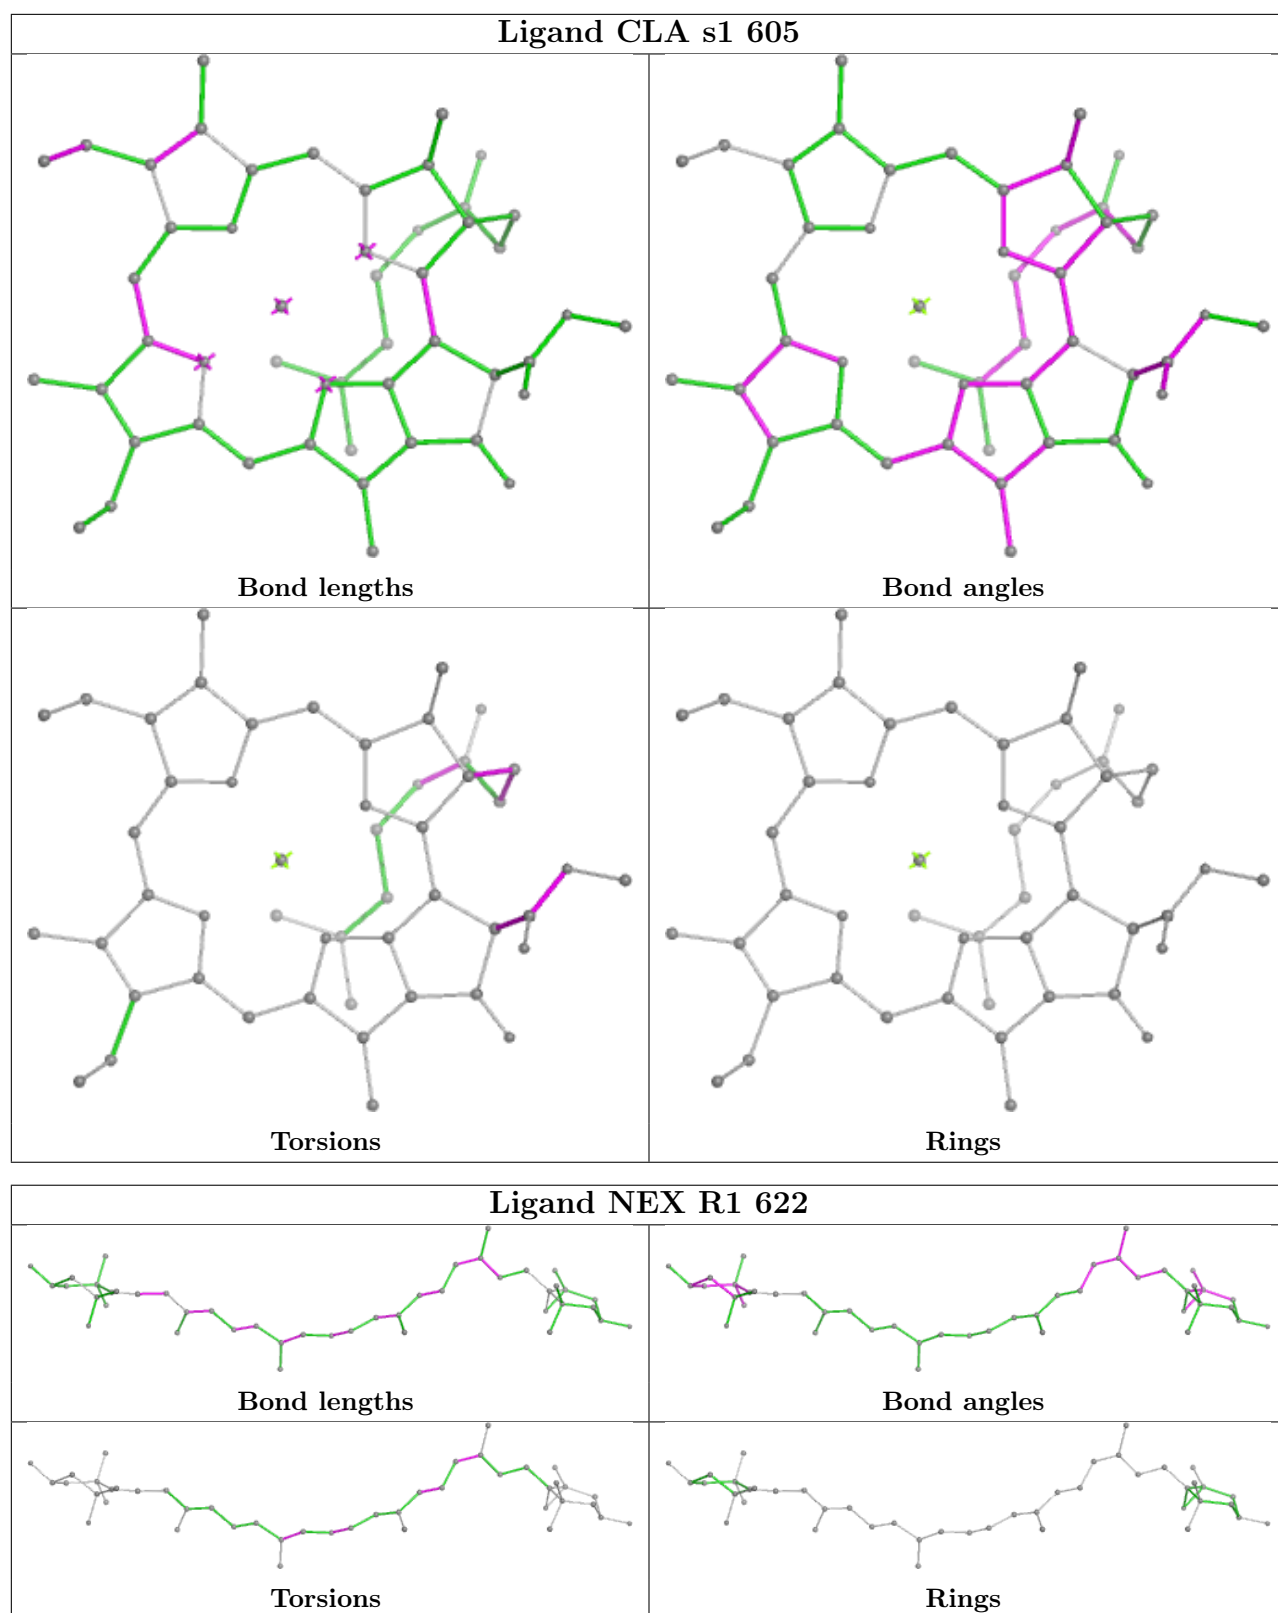 Ligand CLA s1 605
Bond lengths
Bond angles
Torsions
Rings
Ligand NEX R1 622
Bond lengths
Bond angles
Torsions
Rings